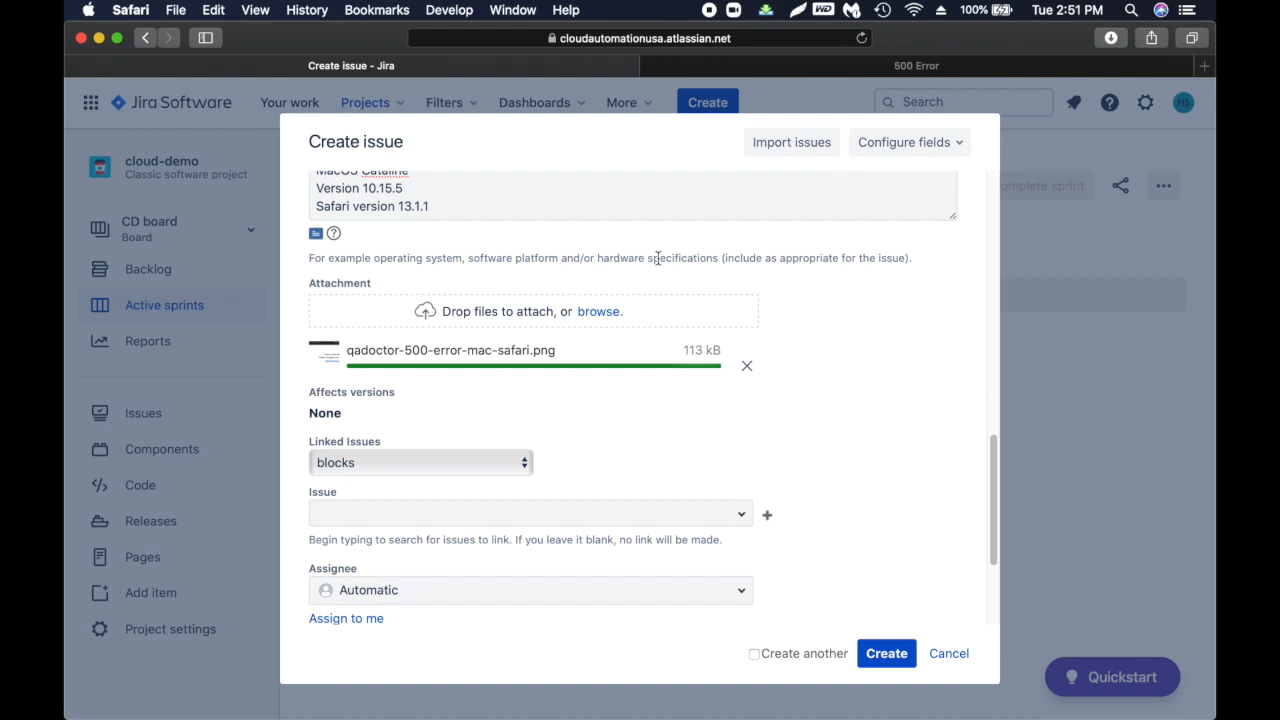 Safari File Edit View History Bookmarks Develop Window Help WD 100% Tue 2:51 PM
cloudautomationusa.atlassian.net
Create issue - Jira 500 Error
Jira Software Your work Projects Filters Dashboards More Create Search HS
Create issue Import issues Configure fields
cloud-demo
Classic software project
omplete sprint
MacOS Cataline
Version 10.15.5
Safari version 13.1.1
CD board
Board
For example operating system, software platform and/or hardware specifications (include as appropriate for the issue).
Backlog
Attachment
Active sprints
Drop files to attach, or browse.
Reports
qadoctor-500-error-mac-safari.png 113 kB
Affects versions
None
Issues
Linked Issues
Components
blocks
Code
Issue
Releases
Begin typing to search for issues to link. If you leave it blank, no link will be made.
Pages
Assignee
Automatic
Add item
Assign to me
Project settings
Create another Create Cancel
Quickstart